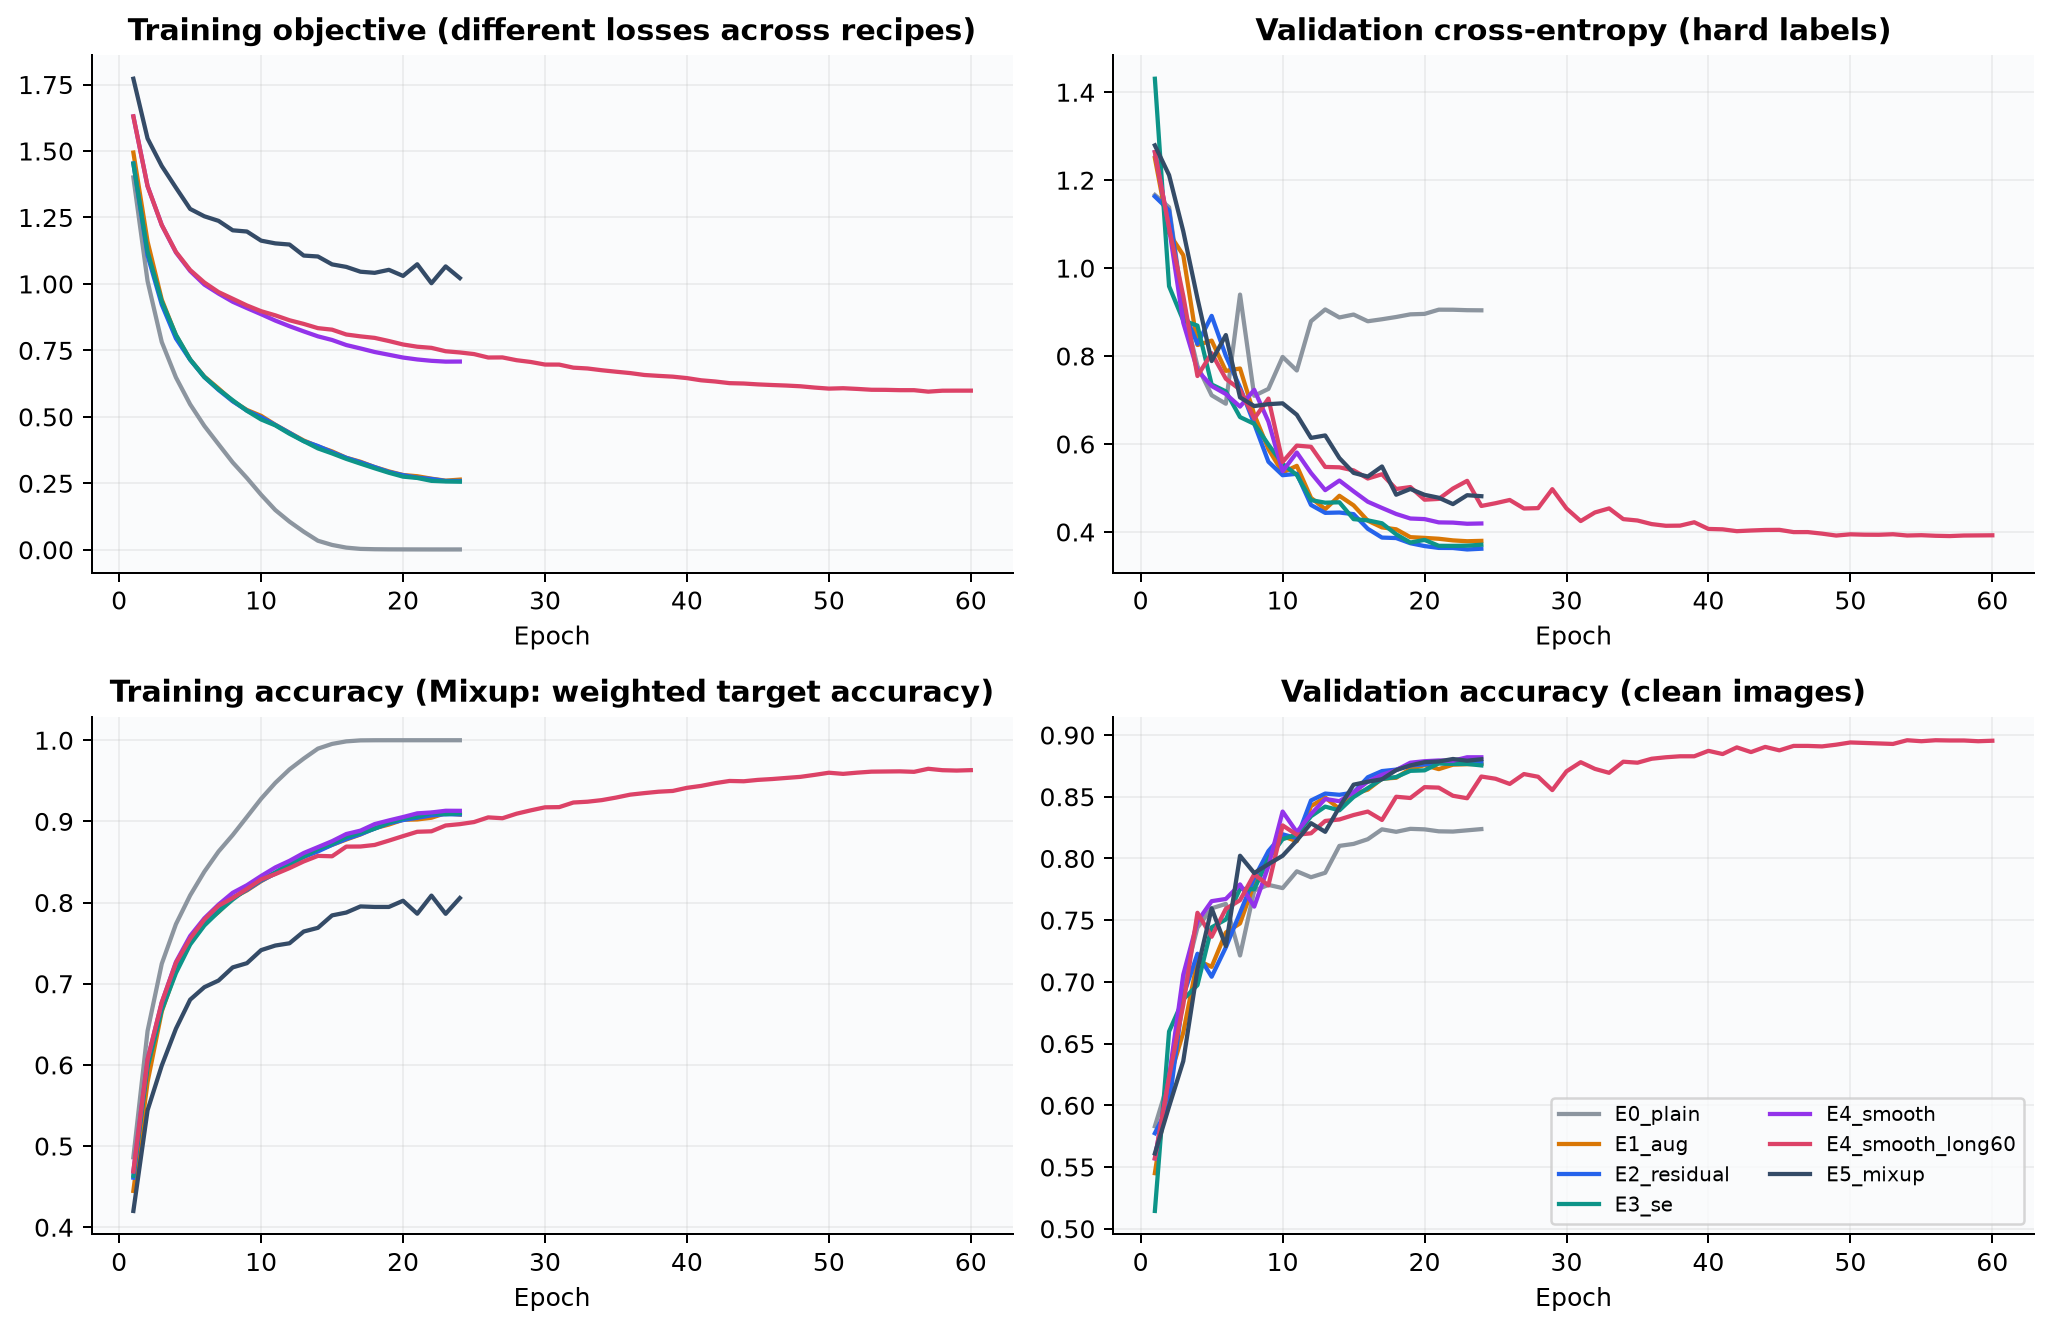 Training objective (different losses across recipes)
1.75
1.50
1.25
1.00
0.75
0.50
0.25
0.00
0 10 20 30 40 50 60
Epoch
Validation cross-entropy (hard labels)
1.4
1.2
1.0
0.8
0.6
0.4
0 10 20 30 40 50 60
Epoch
Training accuracy (Mixup: weighted target accuracy)
1.0
0.9
0.8
0.7
0.6
0.5
0.4
0 10 20 30 40 50 60
Epoch
Validation accuracy (clean images)
0.90
0.85
0.80
0.75
0.70
0.65
0.60
0.55
0.50
E0_plain
E1_aug
E2_residual
E3_se
E4_smooth
E4_smooth_long60
E5_mixup
0 10 20 30 40 50 60
Epoch